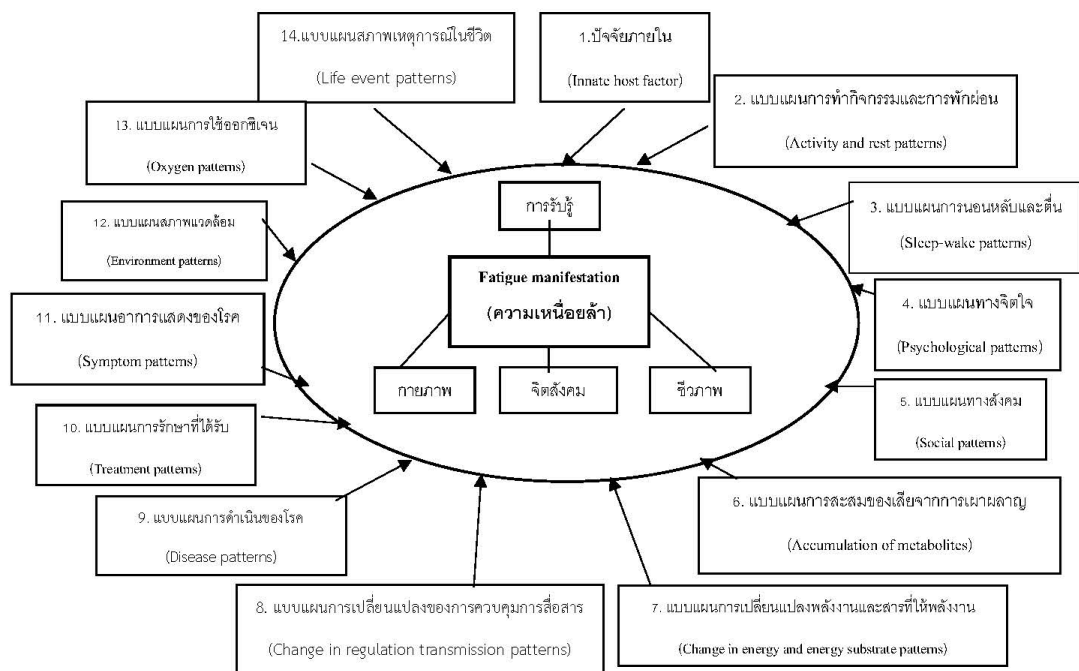 14.แบบแผนสภาพเหตุการณ์ในชีวิต
(Life event patterns)
1.ปัจจัยภายใน
(Innate host factor)
2. แบบแผนการทำกิจกรรมและการพักผ่อน
(Activity and rest patterns)
13. แบบแผนการใช้ออกซิเจน
(Oxygen patterns)
การรับรู้
3. แบบแผนการนอนหลับและตื่น
(Sleep-wake patterns)
12. แบบแผนสภาพแวดล้อม
(Environment patterns)
Fatigue manifestation
(ความเหนื่อยล้า)
4. แบบแผนทางจิตใจ
(Psychological patterns)
11. แบบแผนอาการแสดงของโรค
(Symptom patterns)
กายภาพ
จิตสังคม
ชีวภาพ
5. แบบแผนทางสังคม
(Social patterns)
10. แบบแผนการรักษาที่ได้รับ
(Treatment patterns)
6. แบบแผนการสะสมของเสียจากการเผาผลาญ
(Accumulation of metabolites)
9. แบบแผนการดำเนินของโรค
(Disease patterns)
8. แบบแผนการเปลี่ยนแปลงของการควบคุมการสื่อสาร
(Change in regulation transmission patterns)
7. แบบแผนการเปลี่ยนแปลงพลังงานและสารที่ให้พลังงาน
(Change in energy and energy substrate patterns)